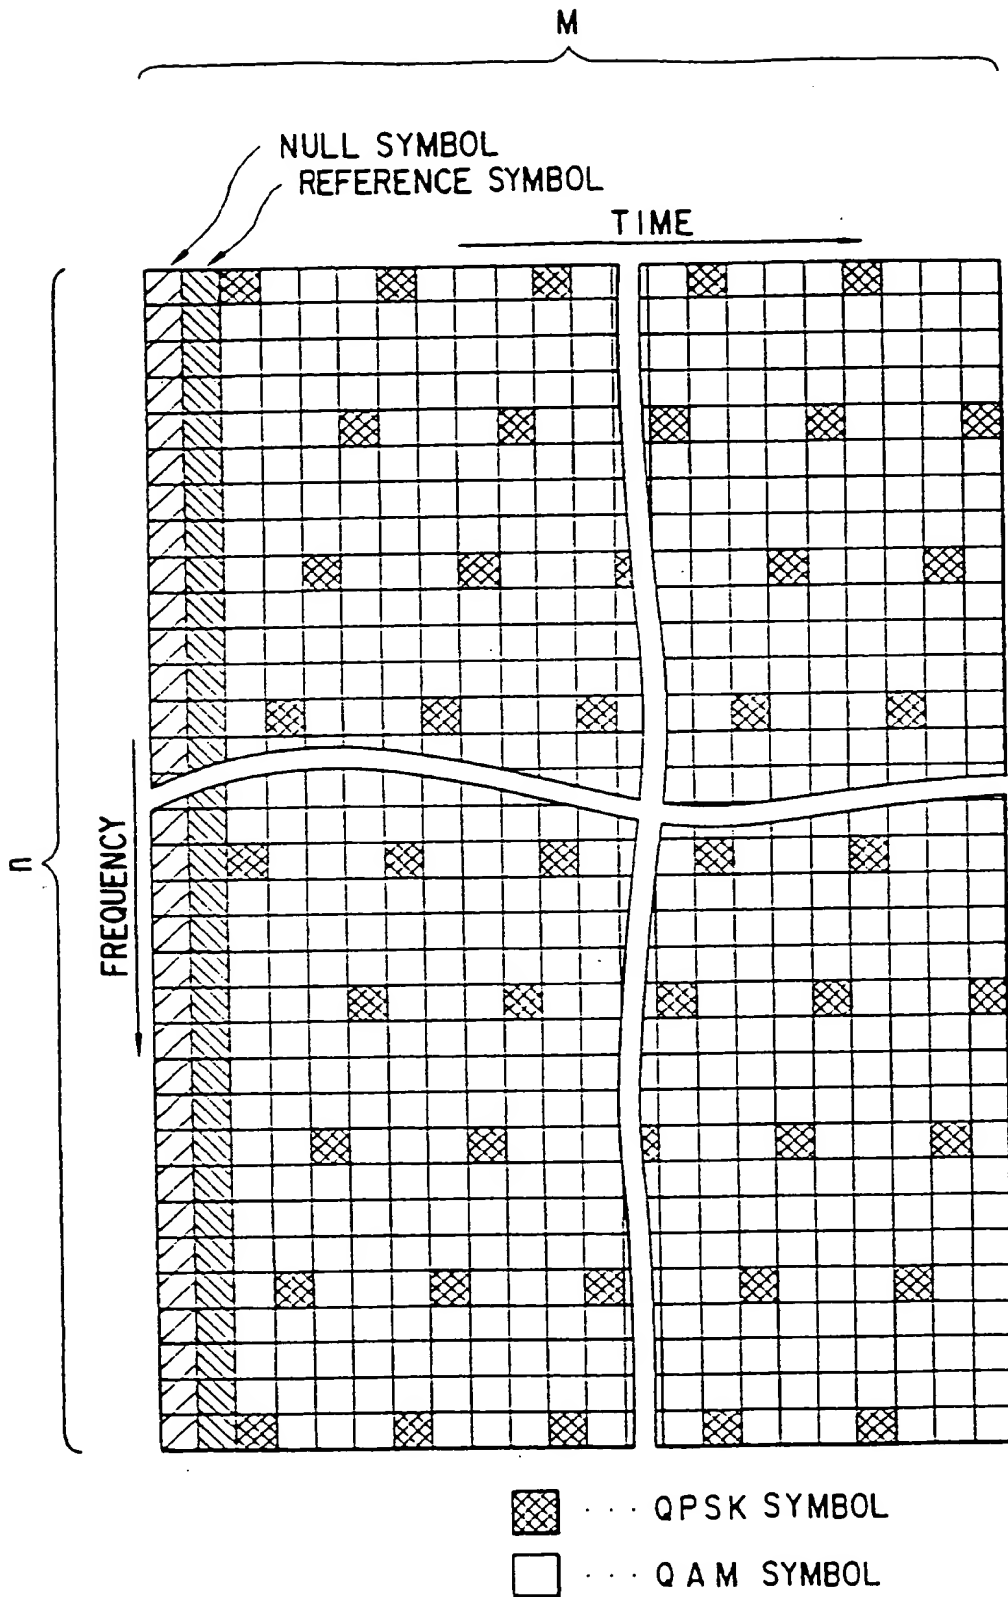 M
NULL SYMBOL
REFERENCE SYMBOL
TIME
n
FREQUENCY
· · · QPSK SYMBOL
· · · QAM SYMBOL